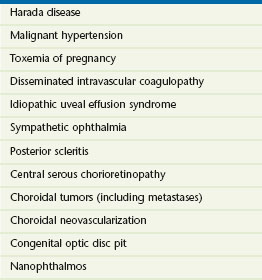 Harada disease
Malignant hypertension
Toxemia of pregnancy
Disseminated intravascular coagulopathy
Idiopathic uveal effusion syndrome
Sympathetic ophthalmia
Posterior scleritis
Central serous chorioretinopathy
Choroidal tumors (including metastases)
Choroidal neovascularization
Congenital optic disc pit
Nanophthalmos